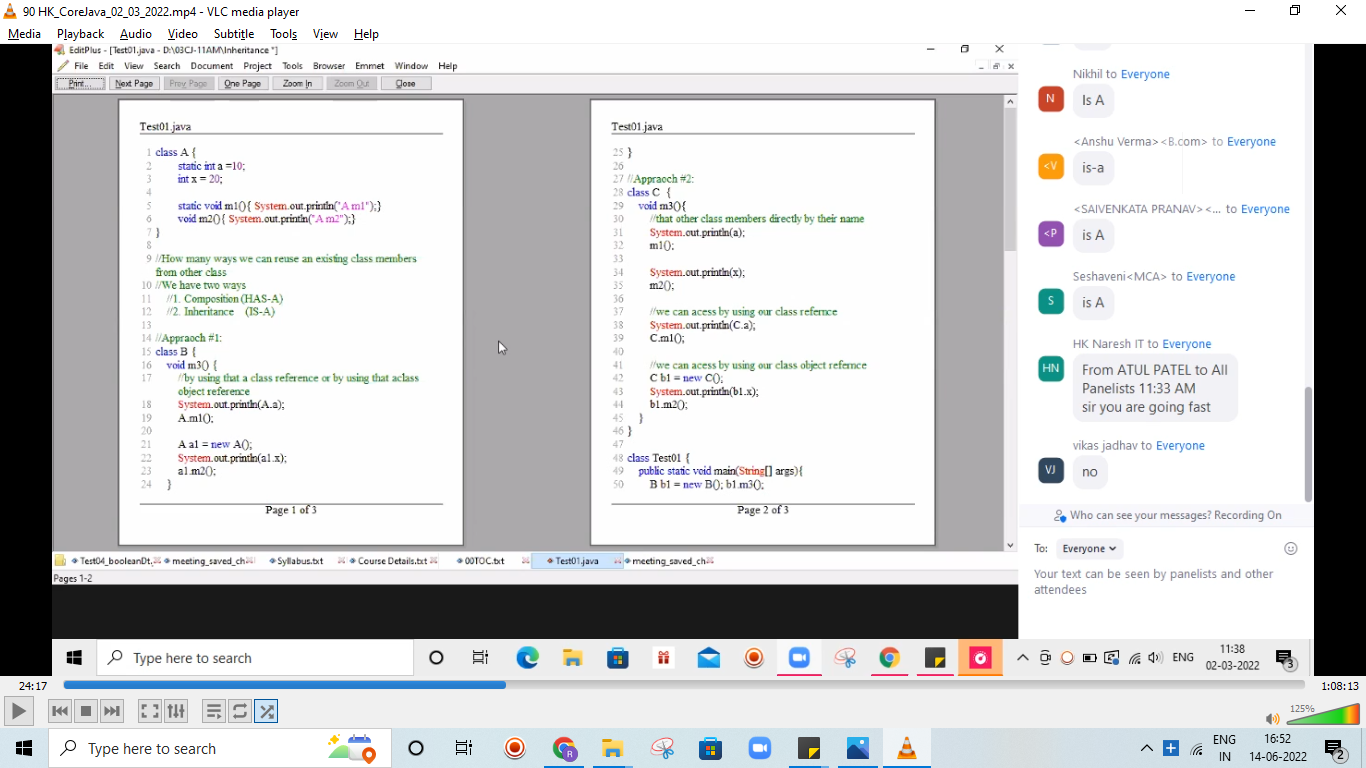 90 HK_CoreJava_02_03_2022.mp4 - VLC media player
Media Playback Audio Video Subtitle Tools View Help
EditPlus - [Test01.java - D:\03CJ-11AM\Inheritance *]
File Edit View Search Document Project Tools Browser Emmet Window Help
Print... Next Page Prev Page One Page Zoom In Zoom Out Close
Test01.java
1 class A {
2 static int a =10;
3 int x = 20;
4
5 static void m1(){ System.out.println("A m1");}
6 void m2(){ System.out.println("A m2");}
7 }
8
9 //How many ways we can reuse an existing class members
from other class
10 //We have two ways
11 //1. Composition (HAS-A)
12 //2. Inheritance (IS-A)
13
14 //Appraoch #1:
15 class B {
16 void m3() {
17 //by using that a class reference or by using that aclass
object reference
18 System.out.println(A.a);
19 A.m1();
20
21 A a1 = new A();
22 System.out.println(a1.x);
23 a1.m2();
24 }
Page 1 of 3
Test01.java
25 }
26
27 //Appraoch #2:
28 class C {
29 void m3(){
30 //that other class members directly by their name
31 System.out.println(a);
32 m1();
33
34 System.out.println(x);
35 m2();
36
37 //we can acess by using our class refernce
38 System.out.println(C.a);
39 C.m1();
40
41 //we can acess by using our class object refernce
42 C b1 = new C();
43 System.out.println(b1.x);
44 b1.m2();
45 }
46 }
47
48 class Test01 {
49 public static void main(String[] args){
50 B b1 = new B(); b1.m3();
Page 2 of 3
Test04_booleanDt. meeting_saved_ch Syllabus.txt Course Details.txt 00TOC.txt Test01.java meeting_saved_ch
Pages 1-2
Nikhil to Everyone
N
Is A
<Anshu Verma><B.com> to Everyone
<V
is-a
<SAIVENKATA PRANAV><... to Everyone
<P
is A
Seshaveni<MCA> to Everyone
S
is A
HK Naresh IT to Everyone
HN
From ATUL PATEL to All
Panelists 11:33 AM
sir you are going fast
vikas jadhav to Everyone
VJ
no
Who can see your messages? Recording On
To: Everyone
Your text can be seen by panelists and other
attendees
Type here to search
ENG
11:38
02-03-2022
3
24:17
1:08:13
125%
Type here to search
R
ENG
IN
16:52
14-06-2022
2